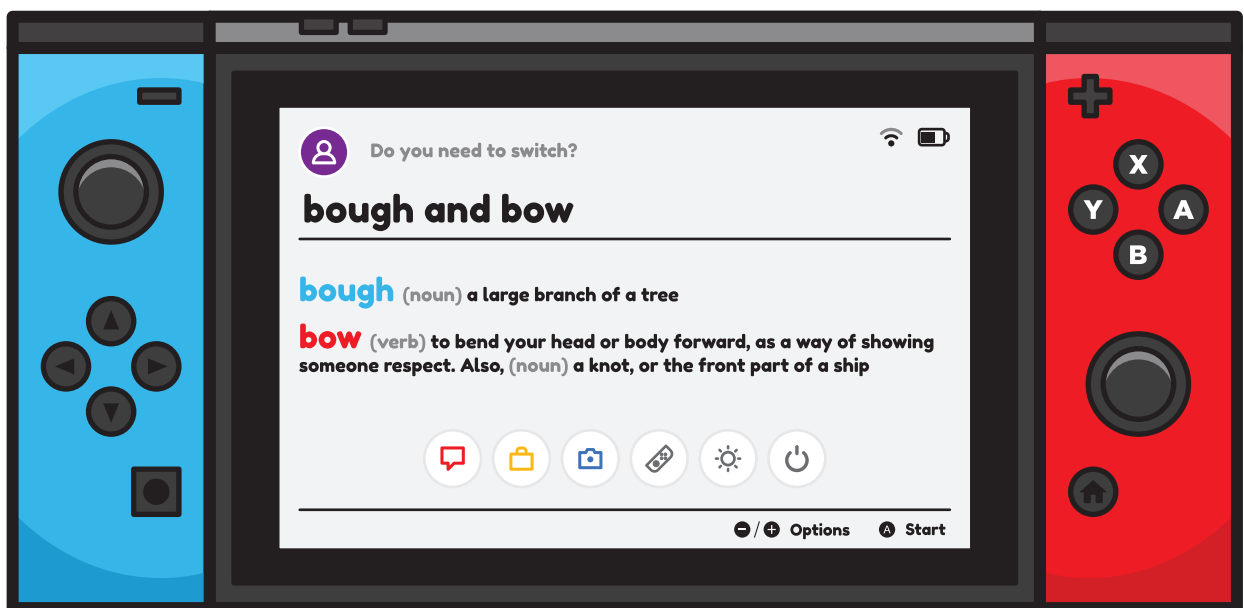 Do you need to switch?
bough and bow
bough (noun) a large branch of a tree
bow (verb) to bend your head or body forward, as a way of showing
someone respect. Also, (noun) a knot, or the front part of a ship
X
Y A
B
-/+ Options A Start